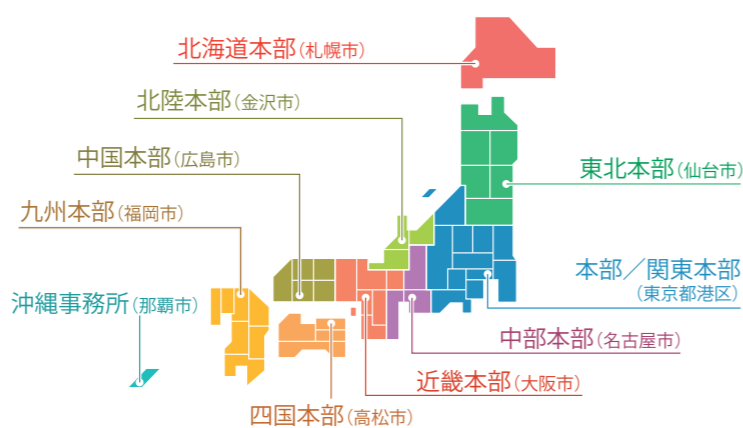 北海道本部（札幌市）
北陸本部（金沢市）
中国本部（広島市）
東北本部（仙台市）
九州本部（福岡市）
本部／関東本部
（東京都港区）
沖縄事務所（那覇市）
中部本部（名古屋市）
近畿本部（大阪市）
四国本部（高松市）